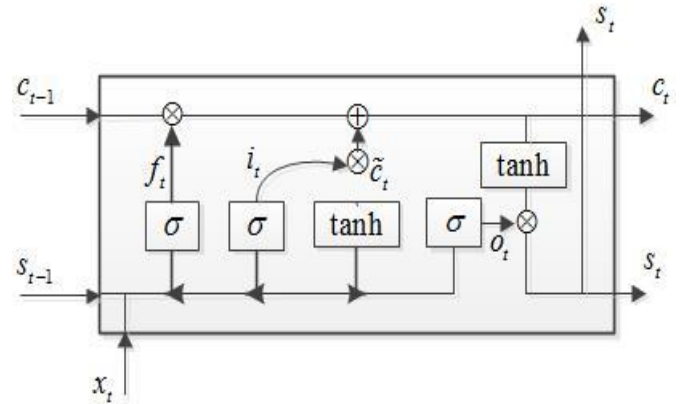 s_t
c_{t-1}
c_t
i_t
f_t
c̃_t
tanh
σ
σ
tanh
σ
o_t
s_{t-1}
s_t
x_t